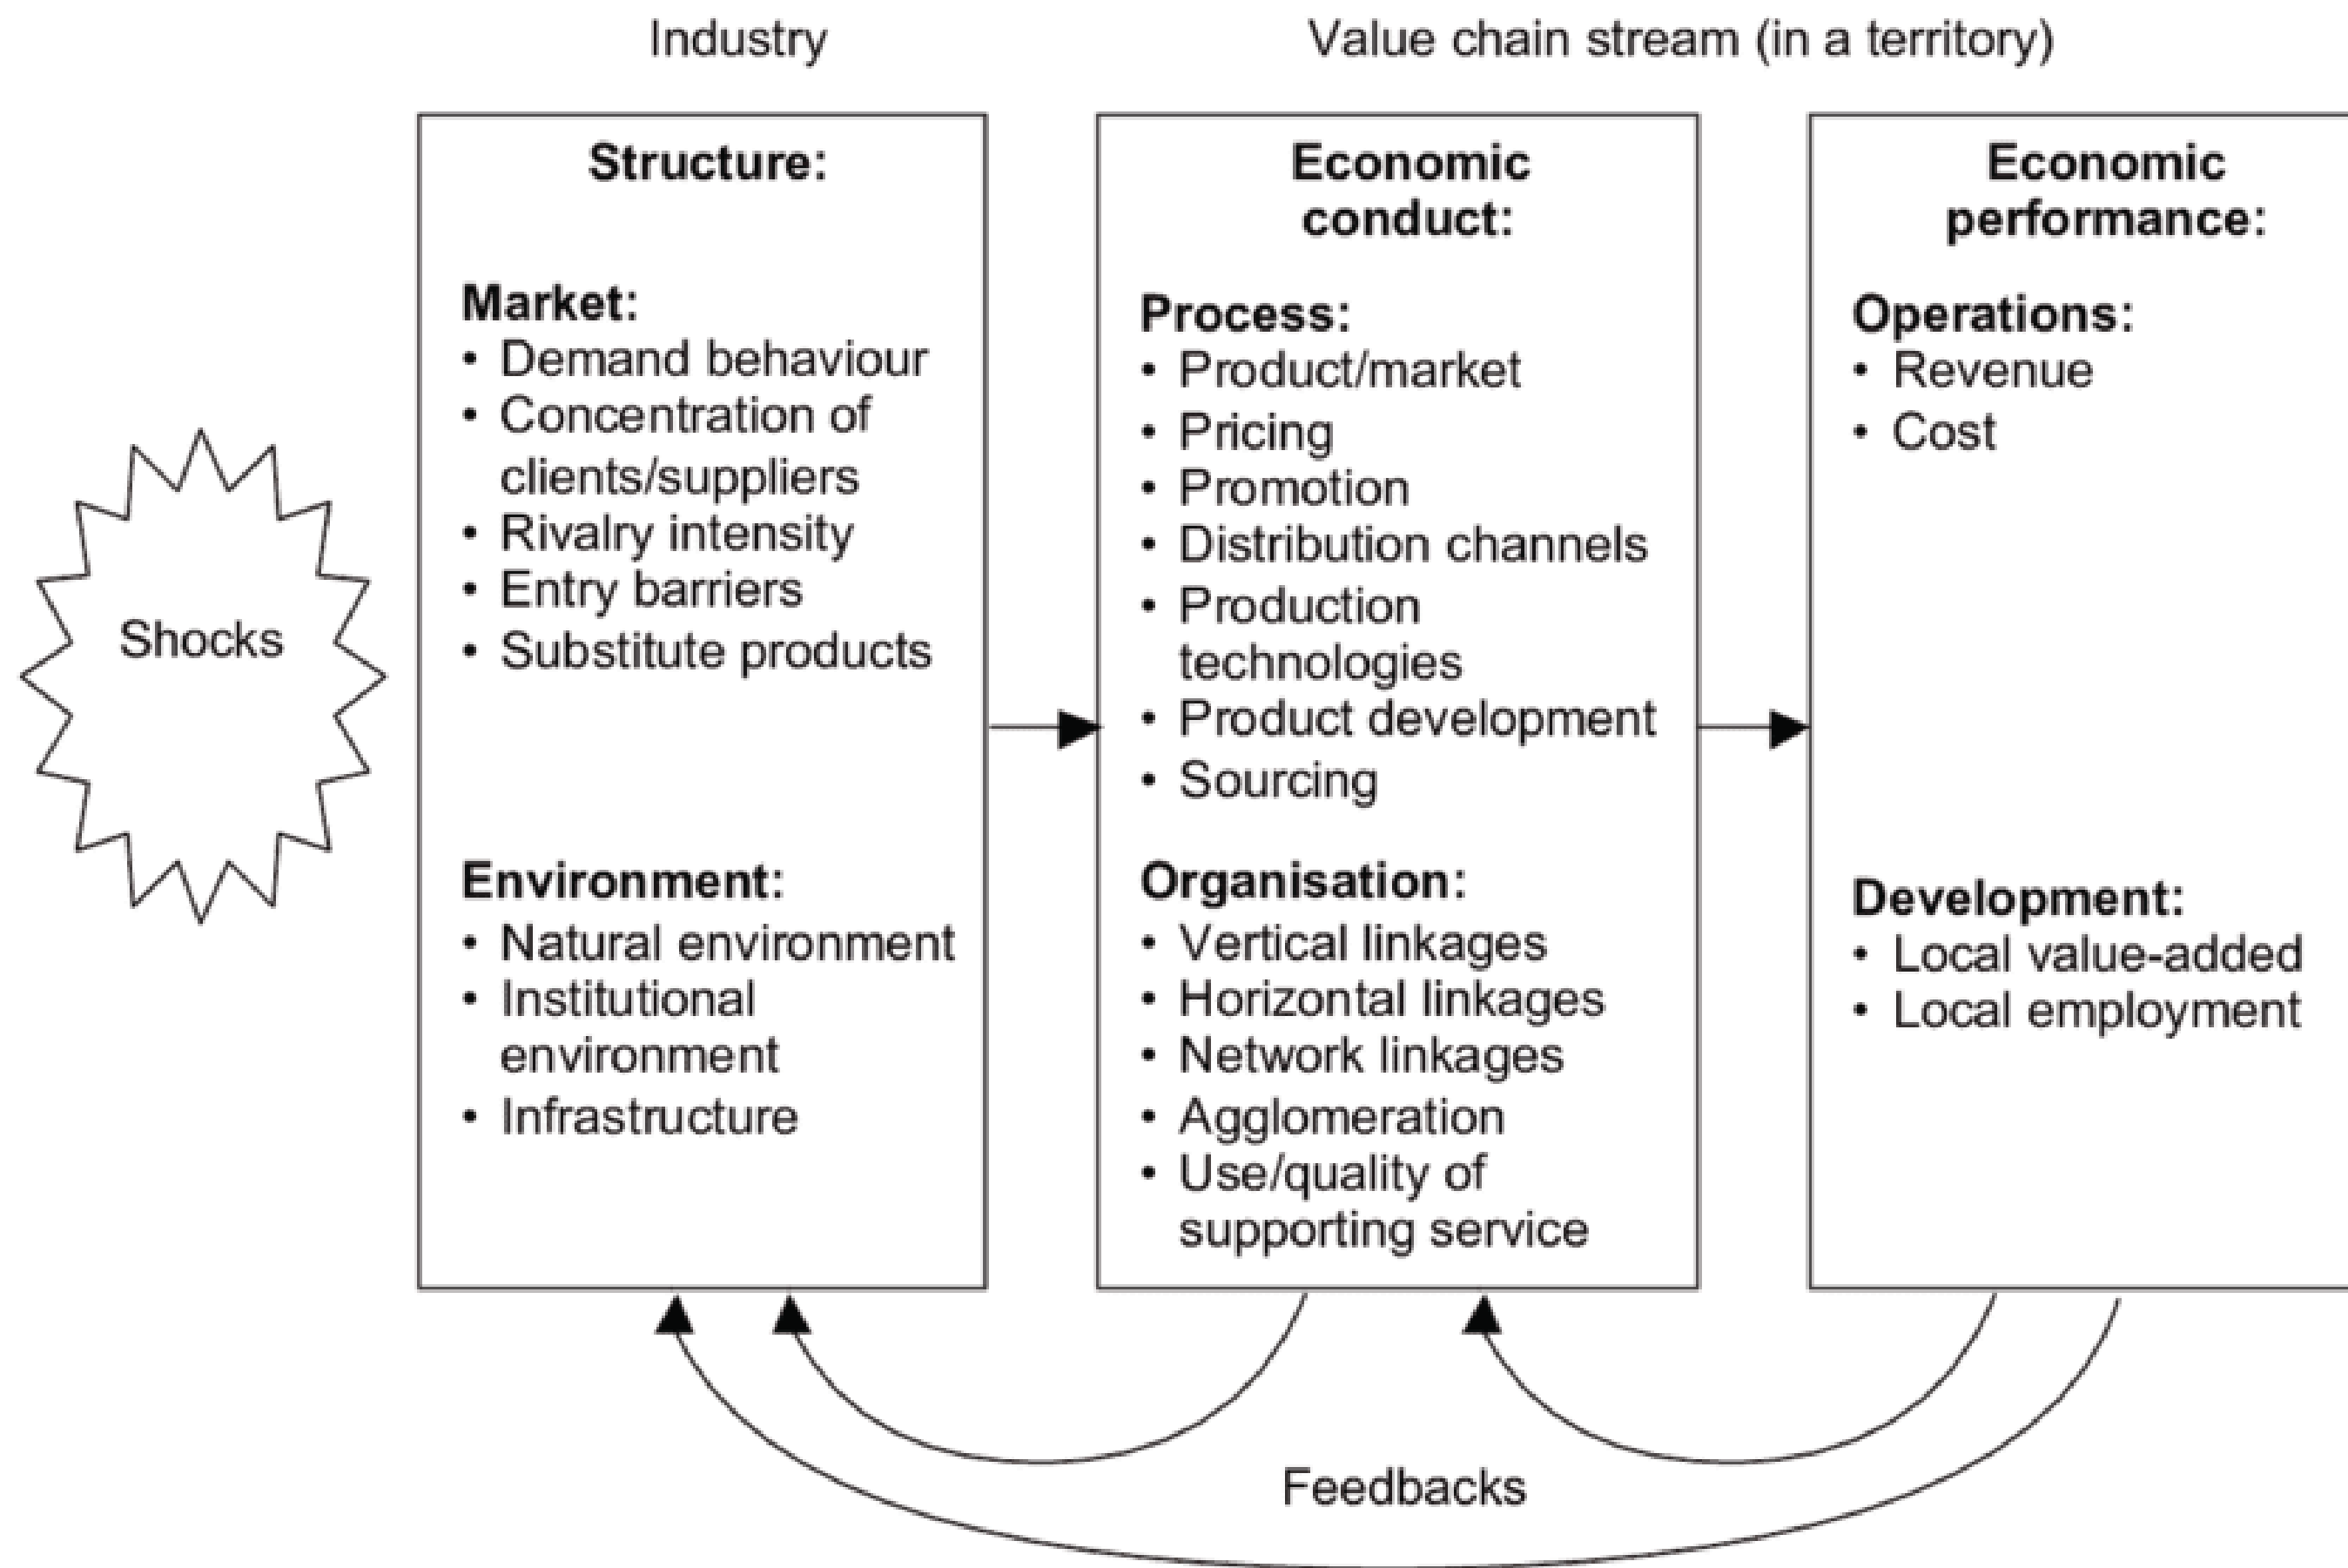 Industry
Value chain stream (in a territory)
Shocks
Structure:
Market:
• Demand behaviour
• Concentration of
clients/suppliers
• Rivalry intensity
• Entry barriers
• Substitute products
Environment:
• Natural environment
• Institutional
environment
• Infrastructure
Economic
conduct:
Process:
• Product/market
• Pricing
• Promotion
• Distribution channels
• Production
technologies
• Product development
• Sourcing
Organisation:
• Vertical linkages
• Horizontal linkages
• Network linkages
• Agglomeration
• Use/quality of
supporting service
Economic
performance:
Operations:
• Revenue
• Cost
Development:
• Local value-added
• Local employment
Feedbacks